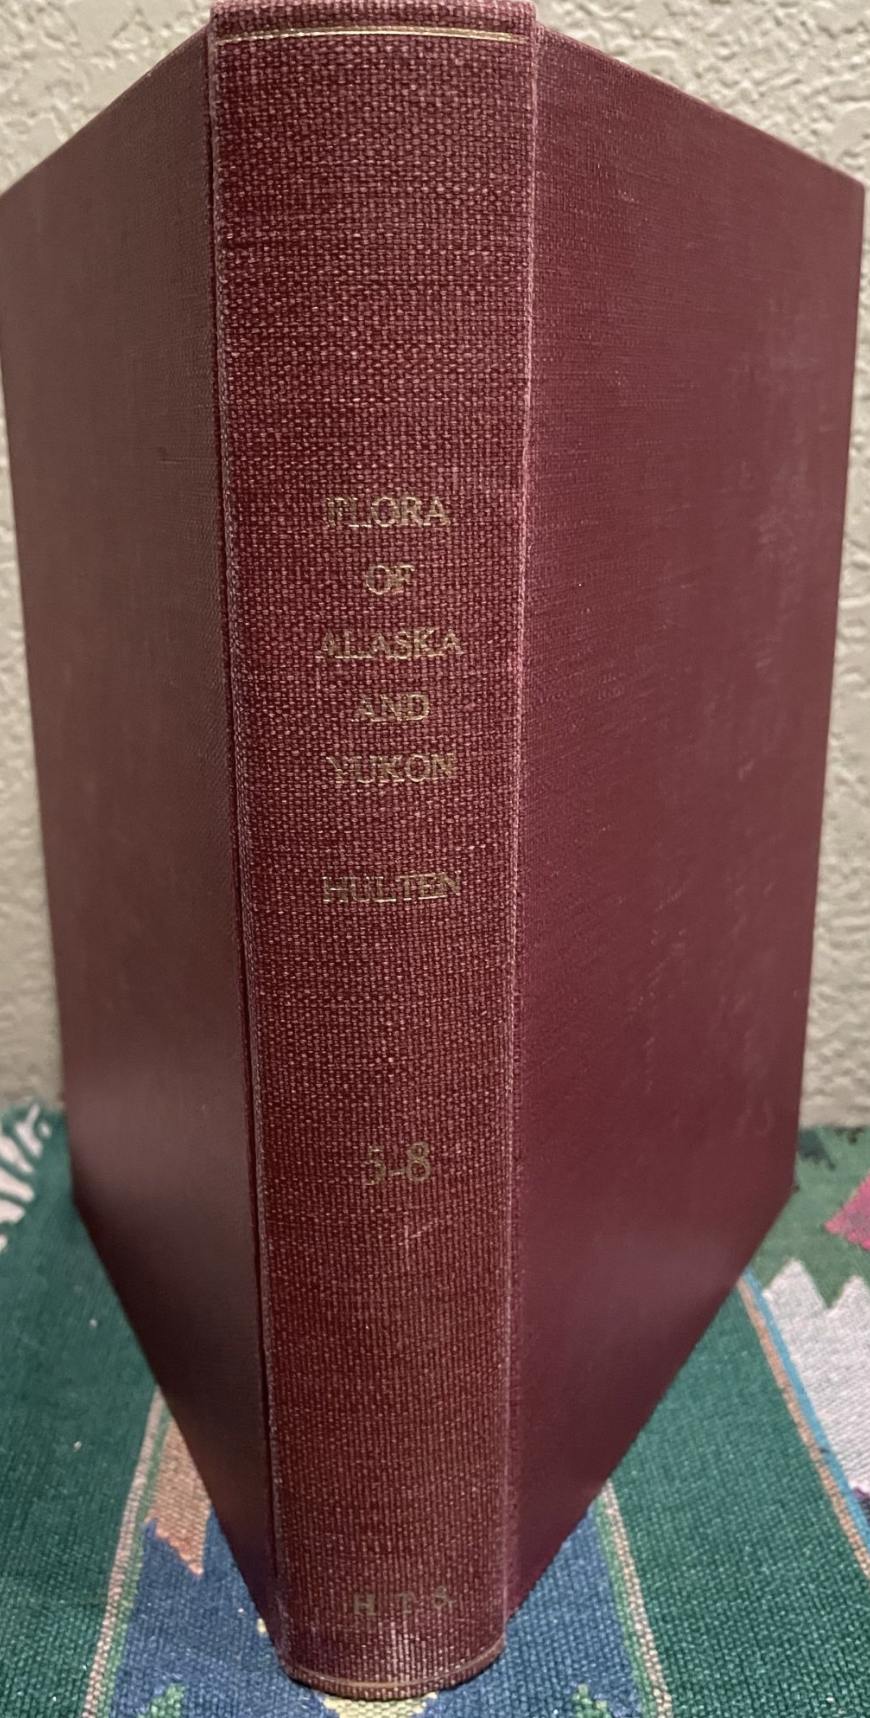 FLORA
OF
ALASKA
AND
YUKON
HULTEN
5-8
H T S